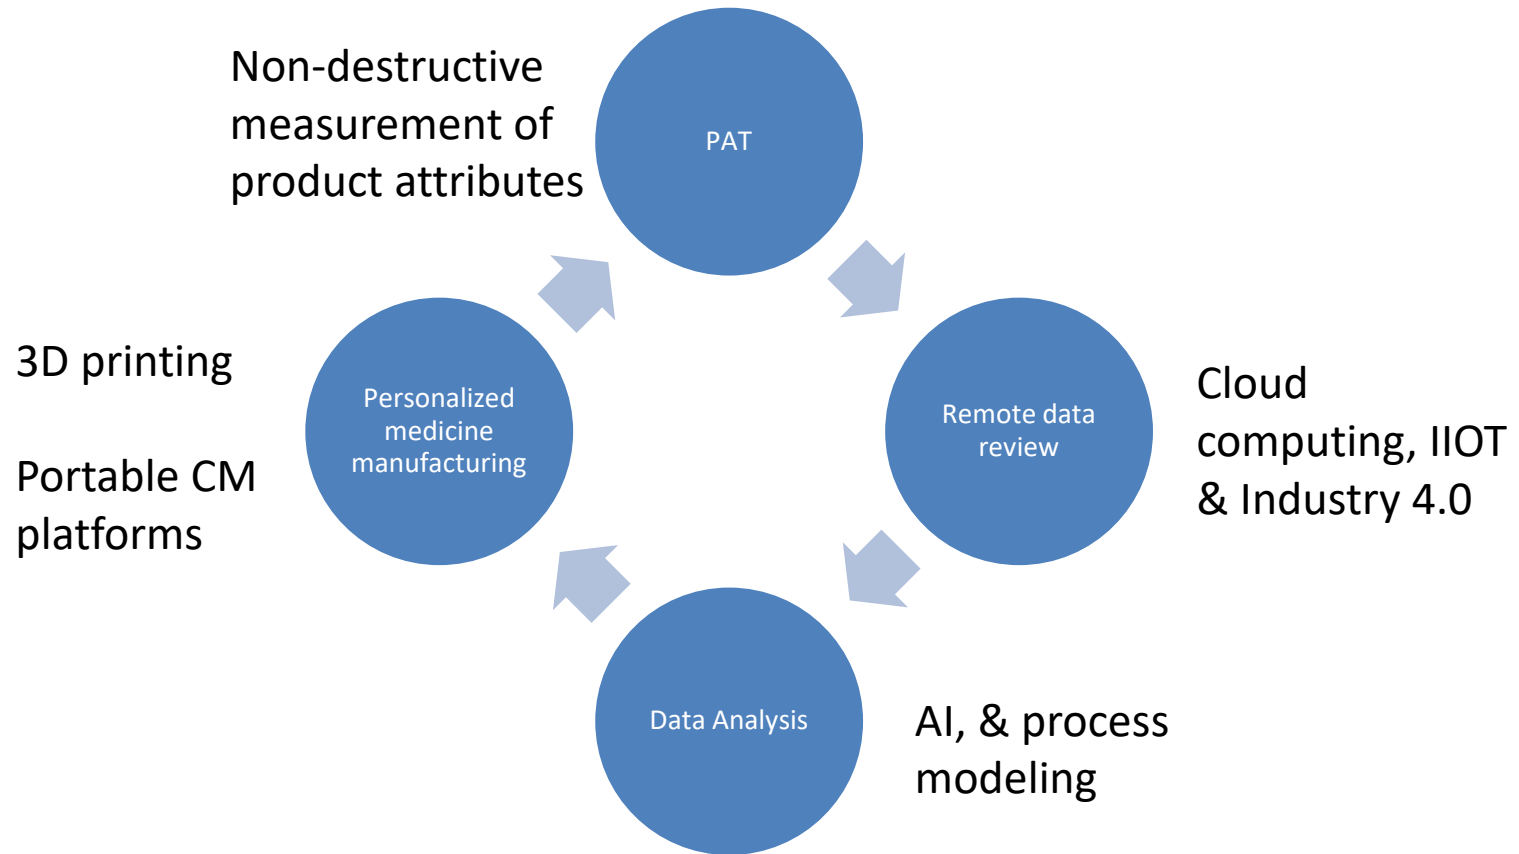 Non-destructive
measurement of
product attributes
PAT
3D printing
Portable CM
platforms
Personalized
medicine
manufacturing
Remote data
review
Cloud
computing, IIOT
& Industry 4.0
Data Analysis
AI, & process
modeling